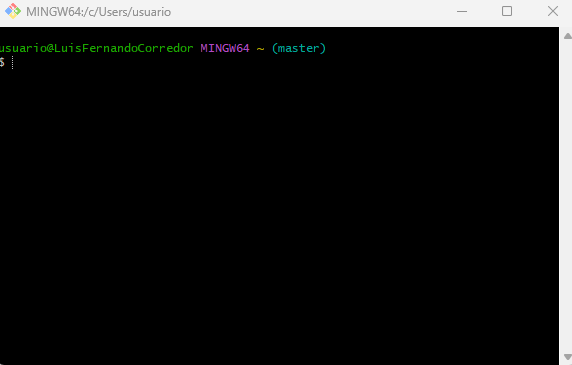 MINGW64:/c/Users/usuario
usuario@LuisFernandoCorredor MINGW64 ~ (master)
$